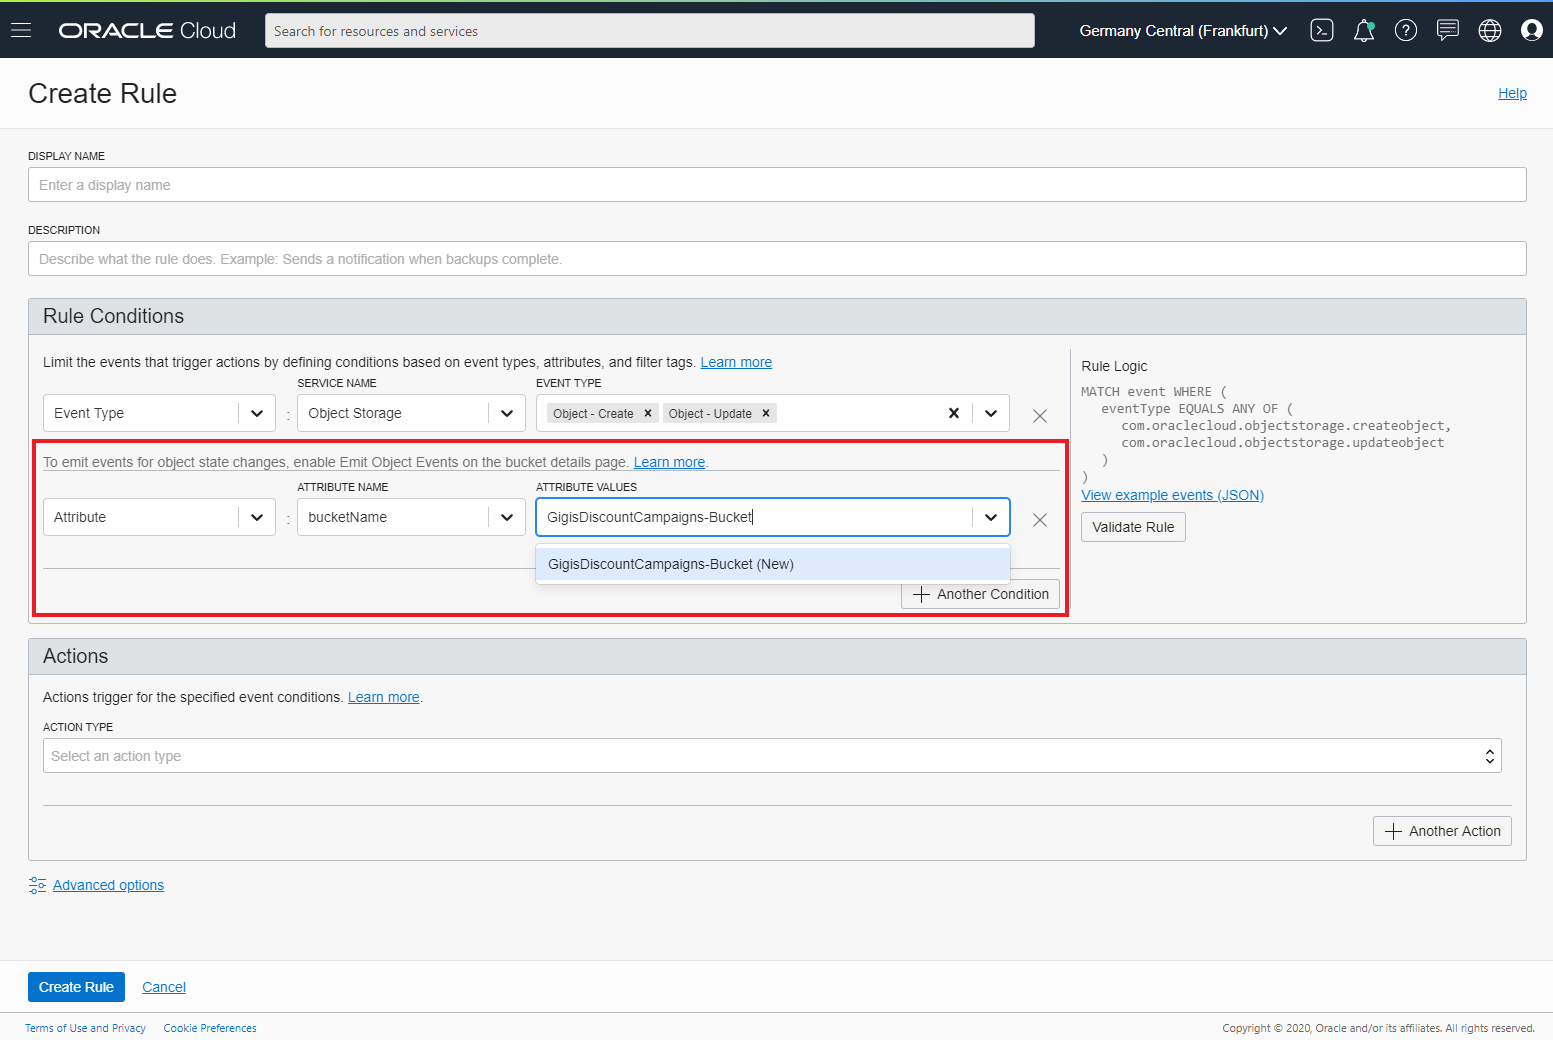 ORACLE Cloud
Search for resources and services
Germany Central (Frankfurt)
Create Rule
Help
DISPLAY NAME
Enter a display name
DESCRIPTION
Describe what the rule does. Example: Sends a notification when backups complete.
Rule Conditions
Limit the events that trigger actions by defining conditions based on event types, attributes, and filter tags. Learn more
SERVICE NAME
EVENT TYPE
Event Type
:
Object Storage
Object - Create
Object - Update
To emit events for object state changes, enable Emit Object Events on the bucket details page. Learn more.
ATTRIBUTE NAME
ATTRIBUTE VALUES
Attribute
:
bucketName
GigisDiscountCampaigns-Bucket
GigisDiscountCampaigns-Bucket (New)
Another Condition
Rule Logic
MATCH event WHERE (
eventType EQUALS ANY OF (
com.oraclecloud.objectstorage.createobject,
com.oraclecloud.objectstorage.updateobject
)
)
View example events (JSON)
Validate Rule
Actions
Actions trigger for the specified event conditions. Learn more.
ACTION TYPE
Select an action type
Another Action
Advanced options
Create Rule
Cancel
Terms of Use and Privacy
Cookie Preferences
Copyright © 2020, Oracle and/or its affiliates. All rights reserved.